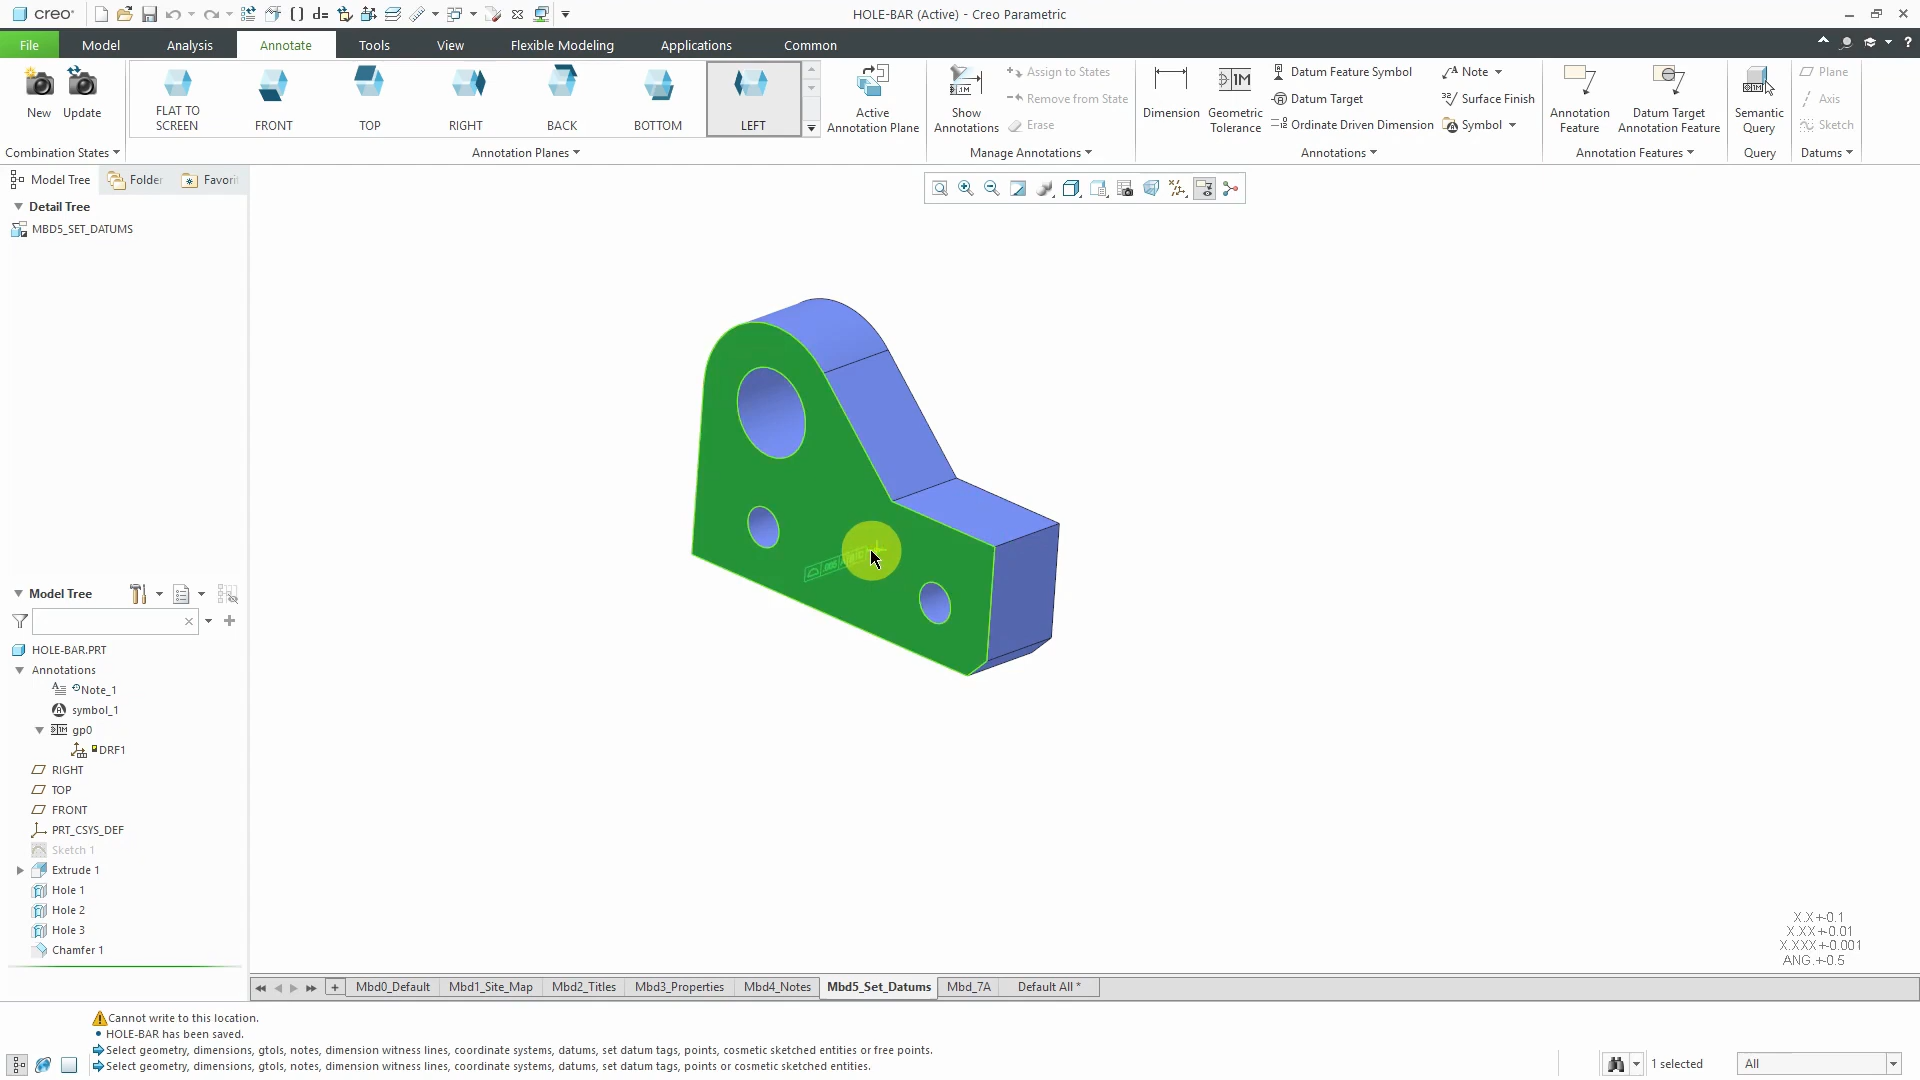 creo
HOLE-BAR (Active) - Creo Parametric
File
Model
Analysis
Annotate
Tools
View
Flexible Modeling
Applications
Common
New
Update
Combination States
FLAT TO
SCREEN
FRONT
TOP
RIGHT
BACK
BOTTOM
LEFT
Annotation Planes
Active
Annotation Plane
Show
Annotations
Assign to States
Remove from State
Erase
Manage Annotations
Dimension
Geometric
Tolerance
Datum Feature Symbol
Datum Target
Ordinate Driven Dimension
Note
Surface Finish
Symbol
Annotations
Annotation
Feature
Datum Target
Annotation Feature
Annotation Features
Semantic
Query
Query
Plane
Axis
Sketch
Datums
Model Tree
Folder
Favori
Detail Tree
MBD5_SET_DATUMS
Model Tree
HOLE-BAR.PRT
Annotations
Note_1
symbol_1
gp0
DRF1
RIGHT
TOP
FRONT
PRT_CSYS_DEF
Sketch 1
Extrude 1
Hole 1
Hole 2
Hole 3
Chamfer 1
X.X+-0.1
X.XX+-0.01
X.XXX+-0.001
ANG.+-0.5
Mbd0_Default
Mbd1_Site_Map
Mbd2_Titles
Mbd3_Properties
Mbd4_Notes
Mbd5_Set_Datums
Mbd_7A
Default All *
Cannot write to this location.
HOLE-BAR has been saved.
Select geometry, dimensions, gtols, notes, dimension witness lines, coordinate systems, datums, set datum tags, points, cosmetic sketched entities or free points.
Select geometry, dimensions, gtols, notes, dimension witness lines, coordinate systems, datums, set datum tags, points or cosmetic sketched entities.
1 selected
All